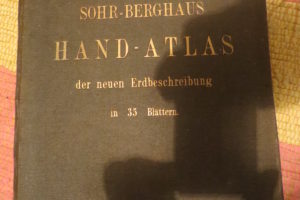 SOHR-BERGHAUS
HAND-ATLAS
der neuen Erdbeschreibung
in 35 Blättern.